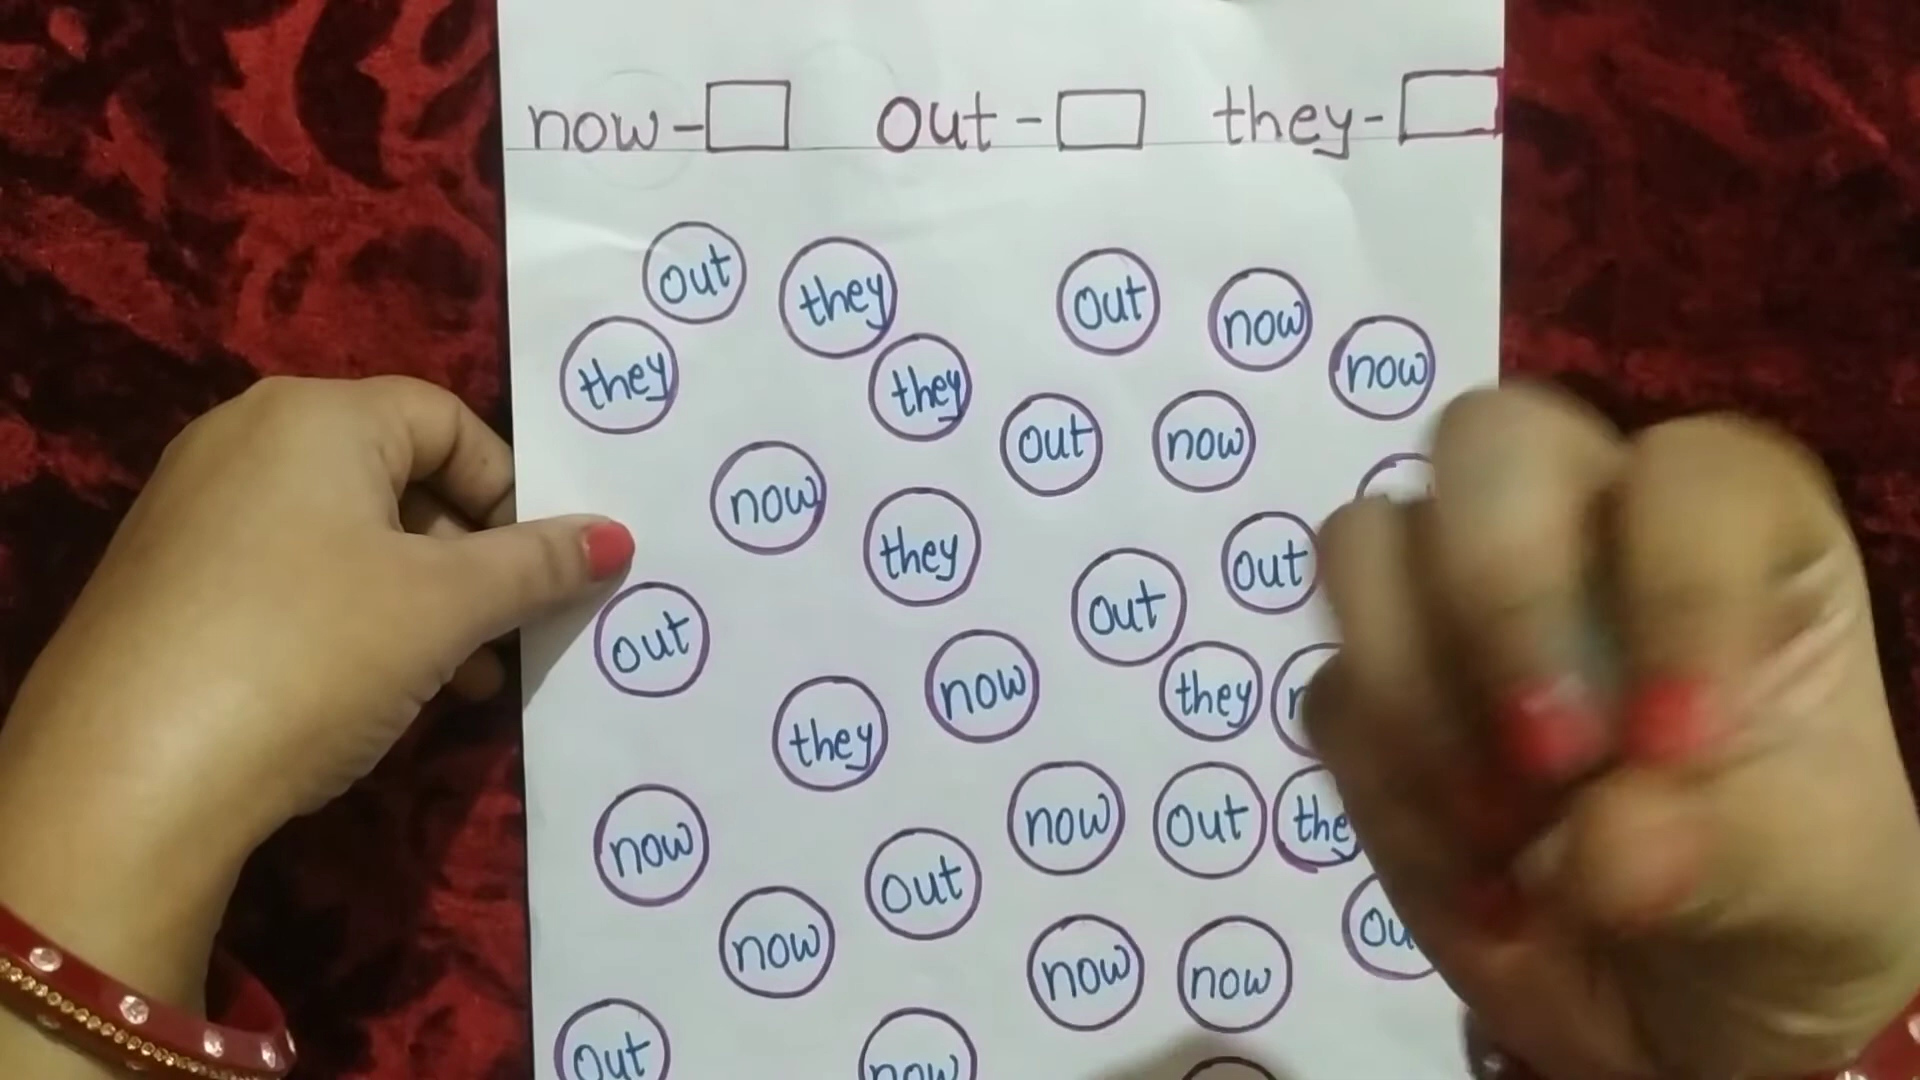 now- out- they-
out they out now
they they now
out now
now
they out
out out
now they
they
now out
now out
now
now now
out now